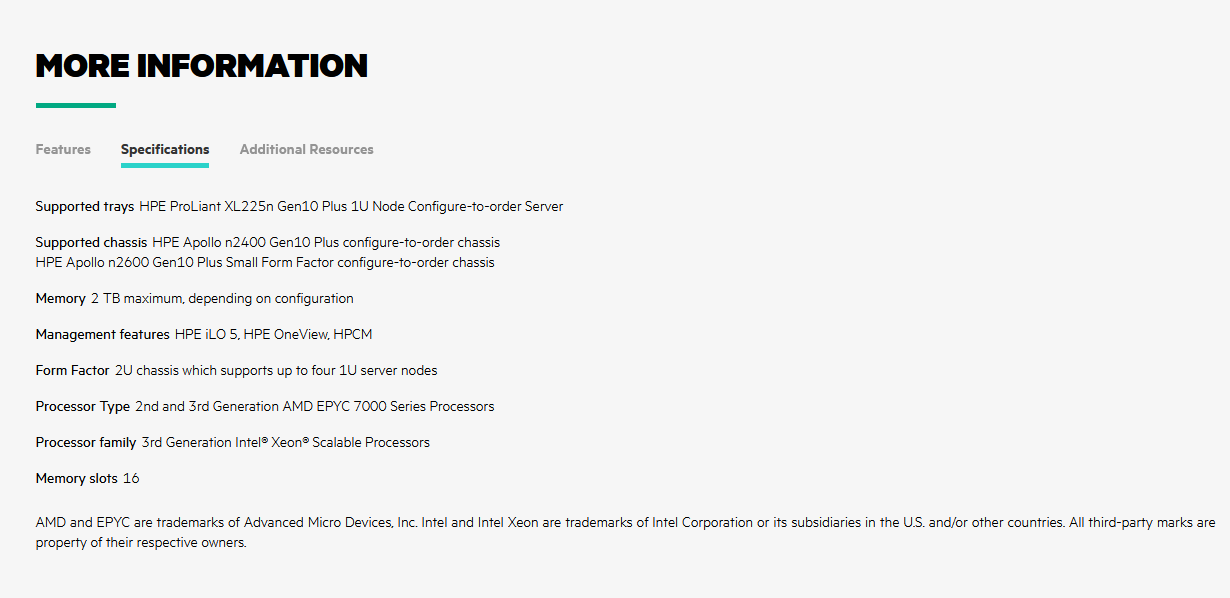 MORE INFORMATION
Features Specifications Additional Resources
Supported trays HPE ProLiant XL225n Gen10 Plus 1U Node Configure-to-order Server
Supported chassis HPE Apollo n2400 Gen10 Plus configure-to-order chassis
HPE Apollo n2600 Gen10 Plus Small Form Factor configure-to-order chassis
Memory 2 TB maximum, depending on configuration
Management features HPE iLO 5, HPE OneView, HPCM
Form Factor 2U chassis which supports up to four 1U server nodes
Processor Type 2nd and 3rd Generation AMD EPYC 7000 Series Processors
Processor family 3rd Generation Intel® Xeon® Scalable Processors
Memory slots 16
AMD and EPYC are trademarks of Advanced Micro Devices, Inc. Intel and Intel Xeon are trademarks of Intel Corporation or its subsidiaries in the U.S. and/or other countries. All third-party marks are
property of their respective owners.